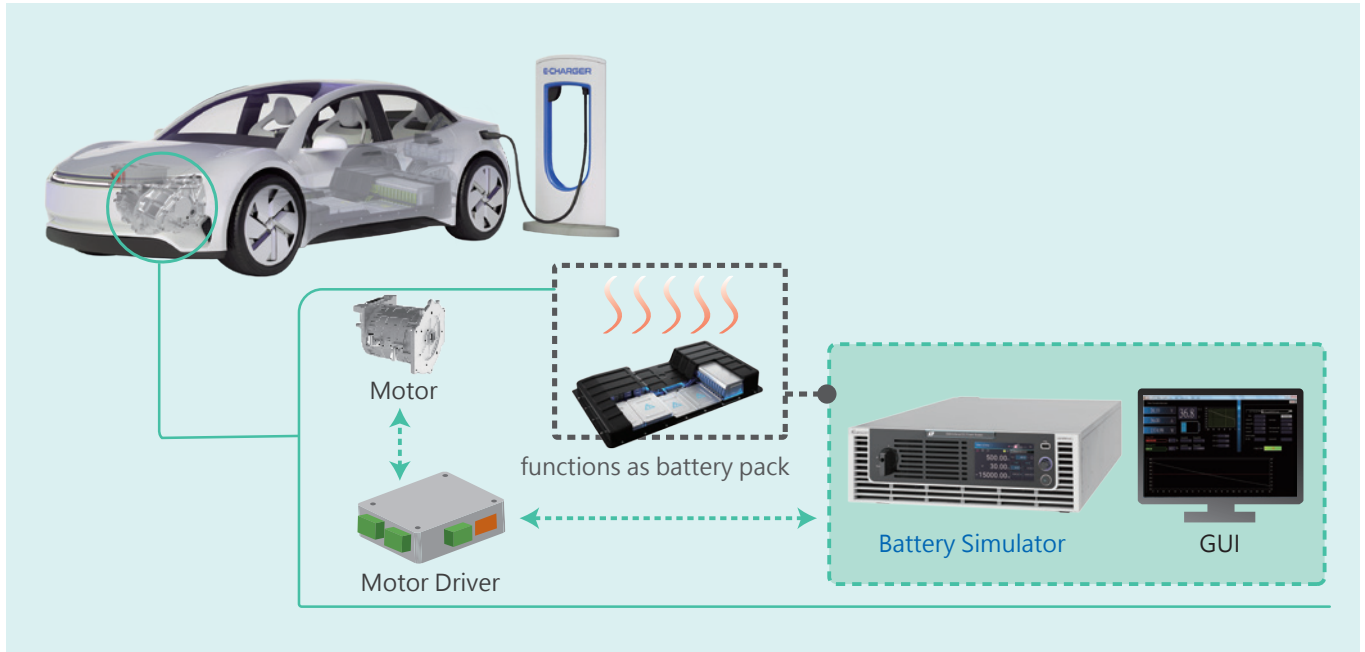 E-CHARGER
Motor
functions as battery pack
36.8
500.00
- 30.00
-15000.00
Battery Simulator
GUI
Motor Driver